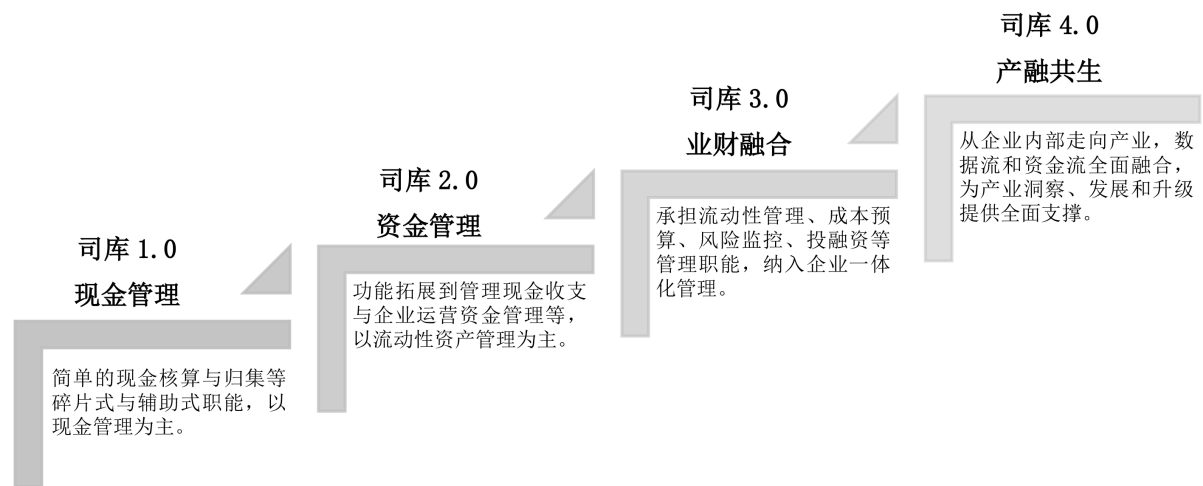 司库 1.0
现金管理
简单的现金核算与归集等
碎片式与辅助式职能，以
现金管理为主。
司库 2.0
资金管理
功能拓展到管理现金收支
与企业运营资金管理等，
以流动性资产管理为主。
司库 3.0
业财融合
承担流动性管理、成本预
算、风险监控、投融资等
管理职能，纳入企业一体
化管理。
司库 4.0
产融共生
从企业内部走向产业，数
据流和资金流全面融合，
为产业洞察、发展和升级
提供全面支撑。